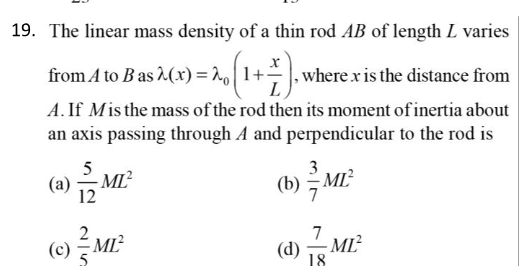 19. The linear mass density of a thin rod AB of length L varies
from A to B as λ(x) = λ₀ (1 + x/L), where x is the distance from
A. If M is the mass of the rod then its moment of inertia about
an axis passing through A and perpendicular to the rod is
(a) 5/12 ML² (b) 3/7 ML²
(c) 2/5 ML² (d) 7/18 ML²